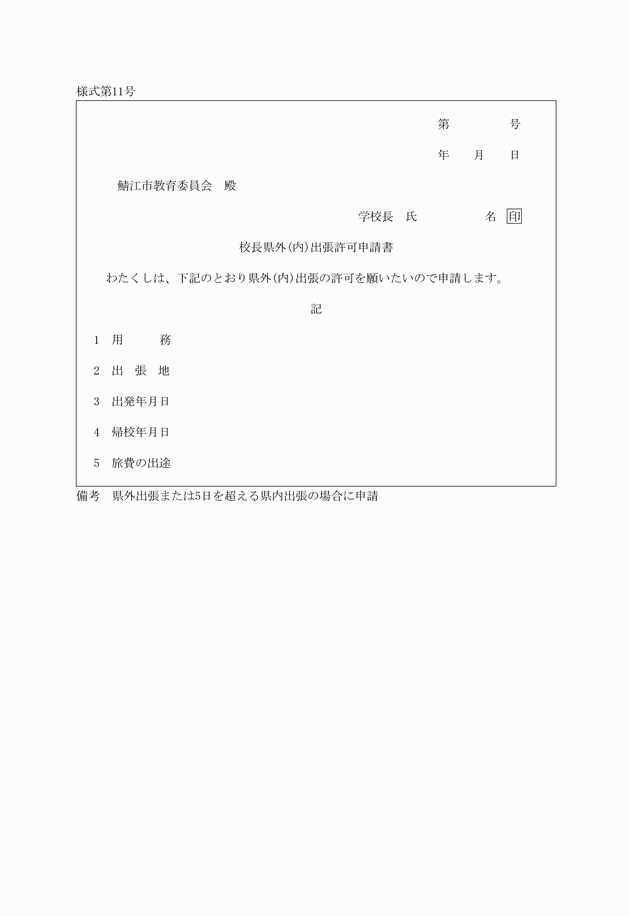 様式第11号
第　　　　　号
年　　月　　日
鯖江市教育委員会　殿
学校長　氏　　　　　　名　印
校長県外(内)出張許可申請書
わたくしは、下記のとおり県外(内)出張の許可を願いたいので申請します。
記
1　用　　　務
2　出　張　地
3　出発年月日
4　帰校年月日
5　旅費の出途
備考　県外出張または5日を超える県内出張の場合に申請